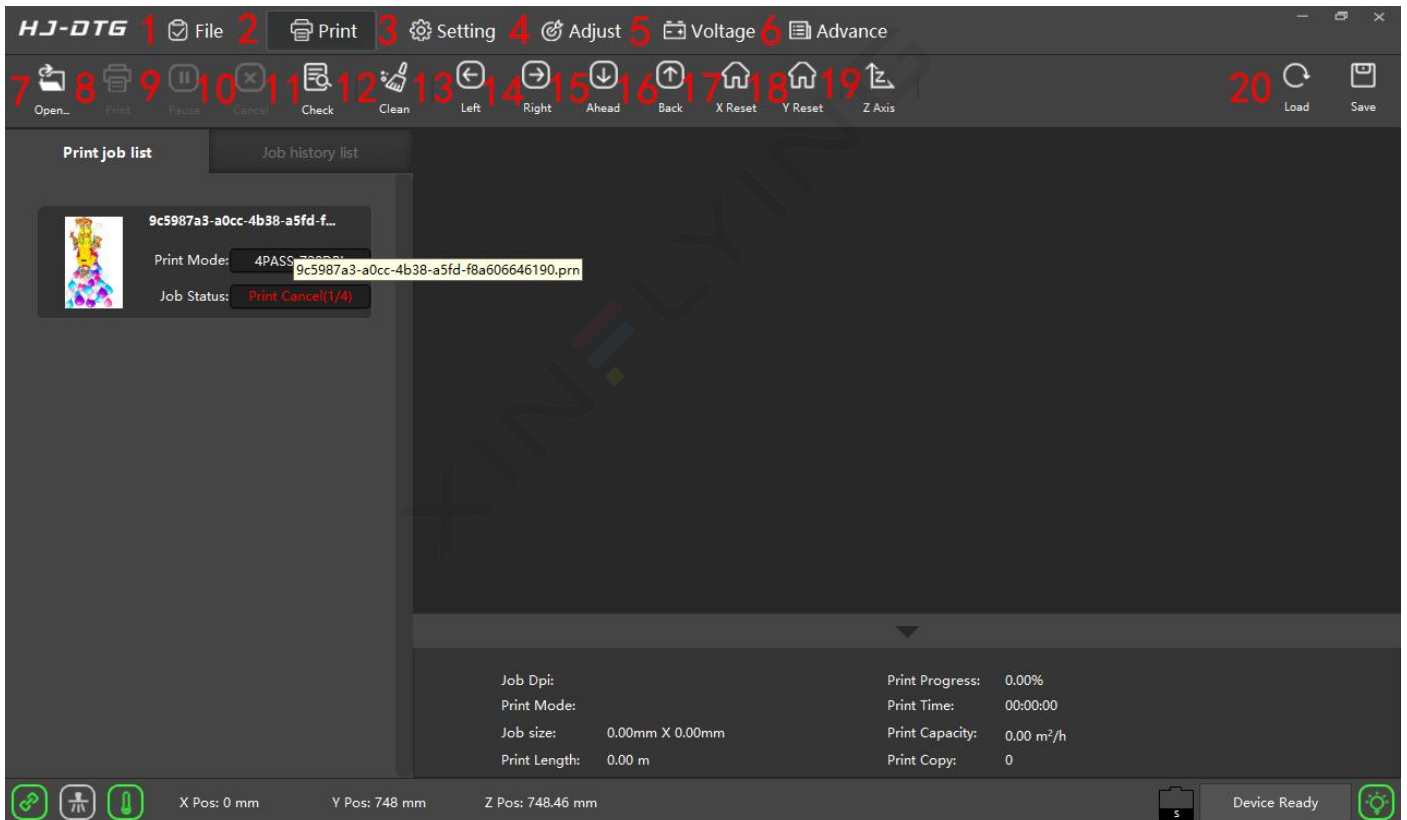 HJ-DTG 1 File 2 Print 3 Setting 4 Adjust 5 Voltage 6 Advance
7 8 9 10 11 12 13 14 15 16 17 18 19 20
Open... Print Pause Cancel Check Clean Left Right Ahead Back X Reset Y Reset Z Axis Load Save
Print job list Job history list
9c5987a3-a0cc-4b38-a5fd-f...
Print Mode: 4PASS
9c5987a3-a0cc-4b38-a5fd-f8a606646190.prn
Job Status: Print Cancel(1/4)
XINFLYING
Job Dpi: Print Progress: 0.00%
Print Mode: Print Time: 00:00:00
Job size: 0.00mm X 0.00mm Print Capacity: 0.00 m²/h
Print Length: 0.00 m Print Copy: 0
X Pos: 0 mm Y Pos: 748 mm Z Pos: 748.46 mm S Device Ready